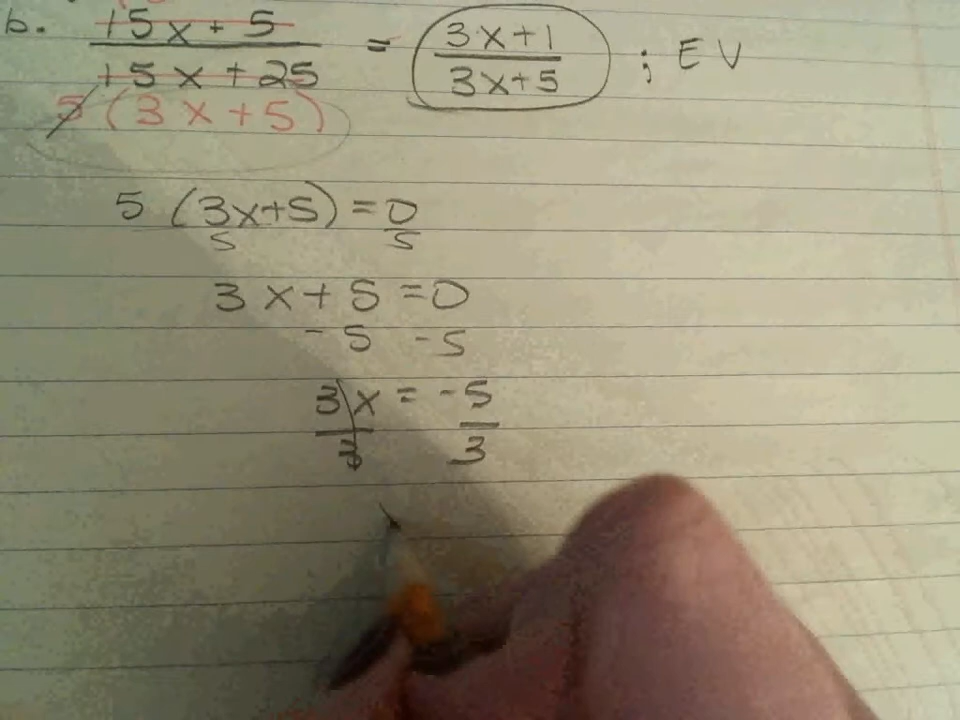 b. 15x + 5 / 15x + 25 = 3x+1 / 3x+5 ; EV
5 (3x+5)
5 (3x+5) = 0
5 5
3x + 5 = 0
-5 -5
3x = -5
3 3